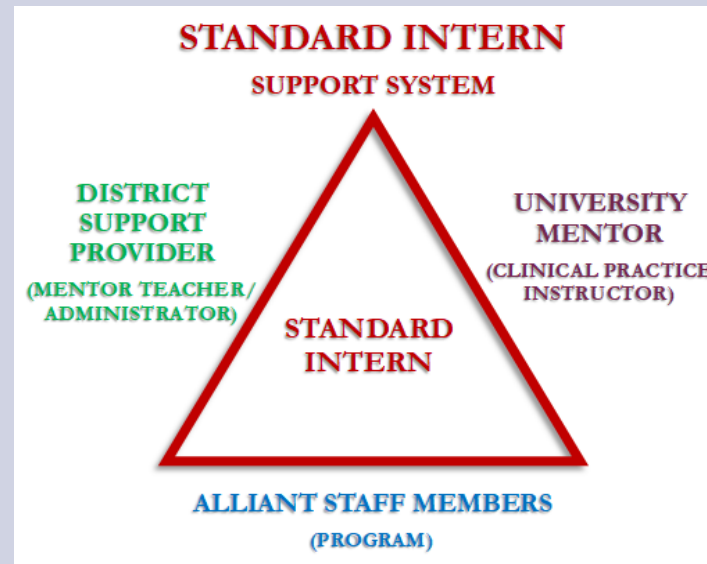 STANDARD INTERN
SUPPORT SYSTEM
DISTRICT
SUPPORT
PROVIDER
(MENTOR TEACHER/
ADMINISTRATOR)
UNIVERSITY
MENTOR
(CLINICAL PRACTICE
INSTRUCTOR)
STANDARD
INTERN
ALLIANT STAFF MEMBERS
(PROGRAM)